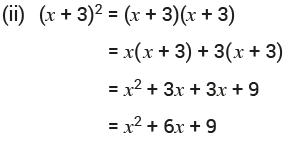 (ii) (x + 3)² = (x + 3)(x + 3)
= x(x + 3) + 3(x + 3)
= x² + 3x + 3x + 9
= x² + 6x + 9